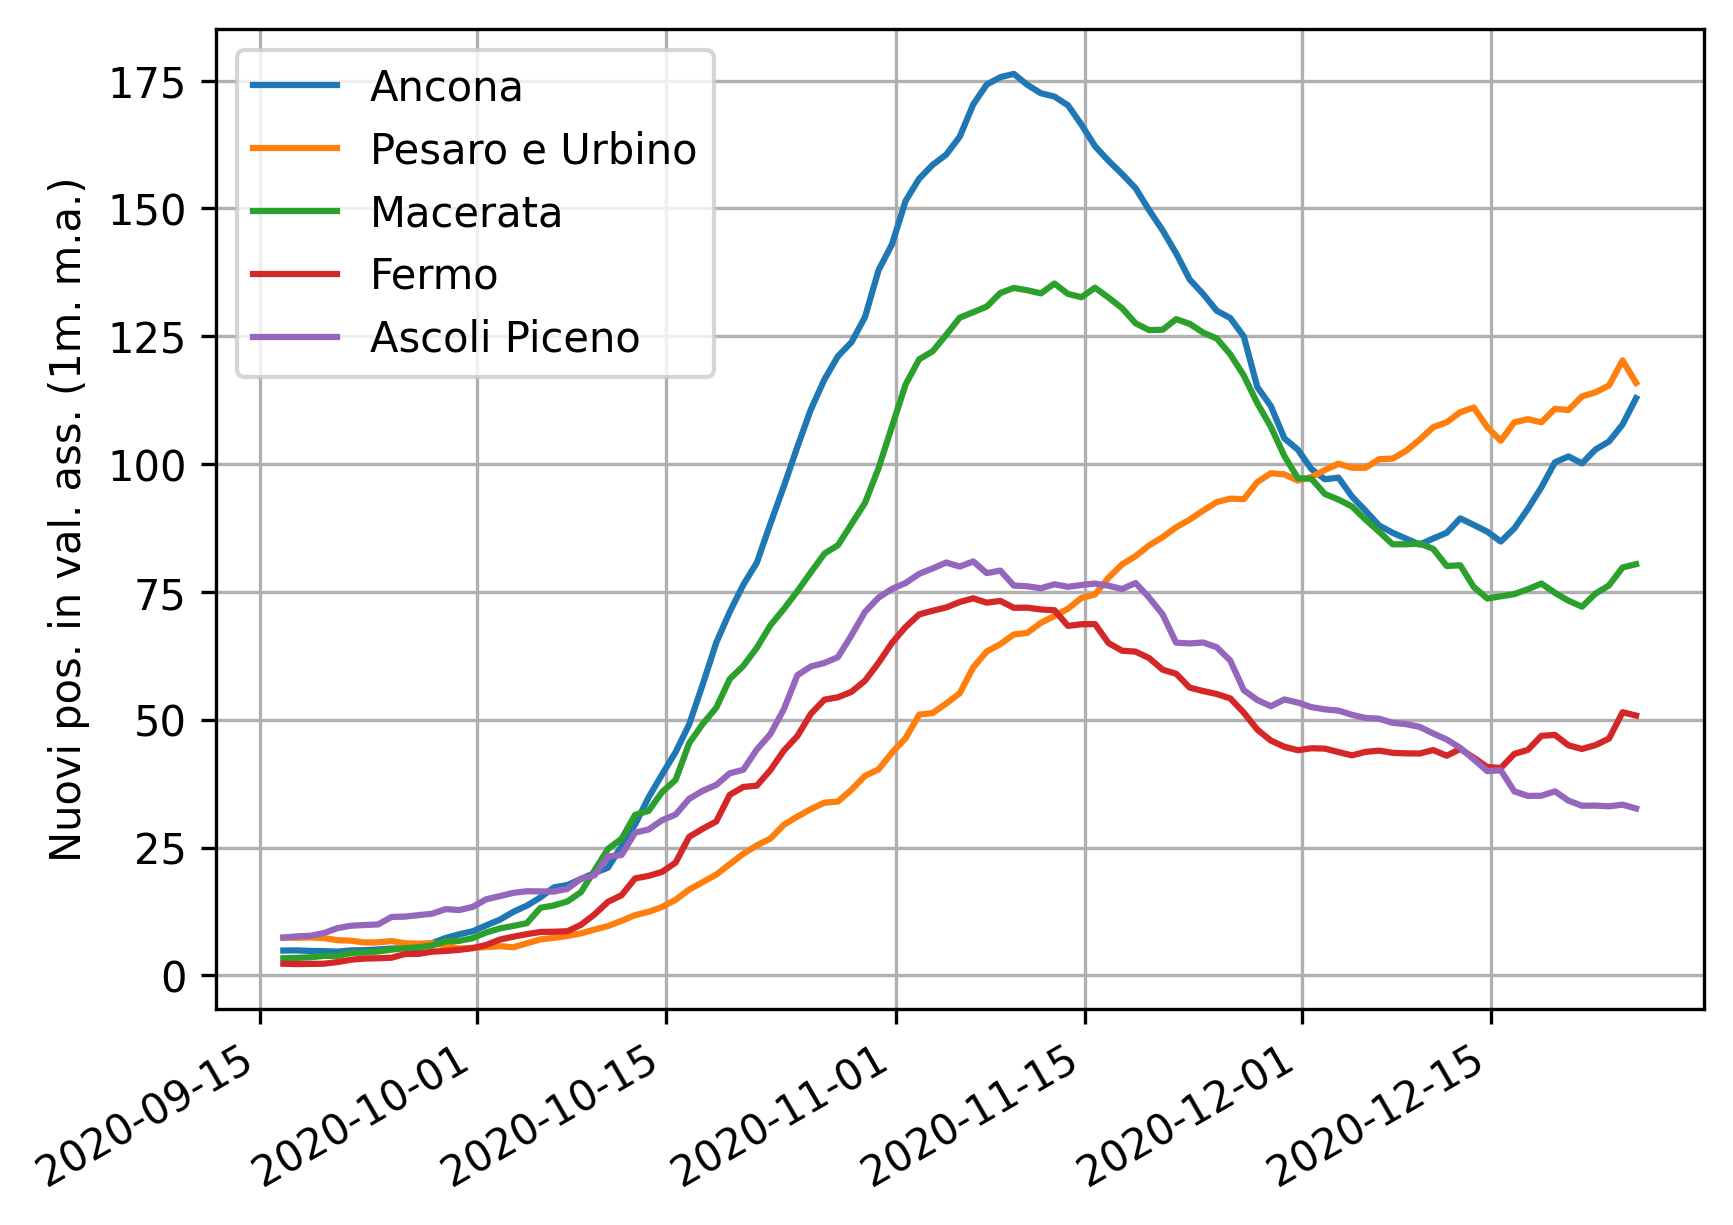 Ancona
Pesaro e Urbino
Macerata
Fermo
Ascoli Piceno
Nuovi pos. in val. ass. (1m. m.a.)
175
150
125
100
75
50
25
0
2020-09-15
2020-10-01
2020-10-15
2020-11-01
2020-11-15
2020-12-01
2020-12-15